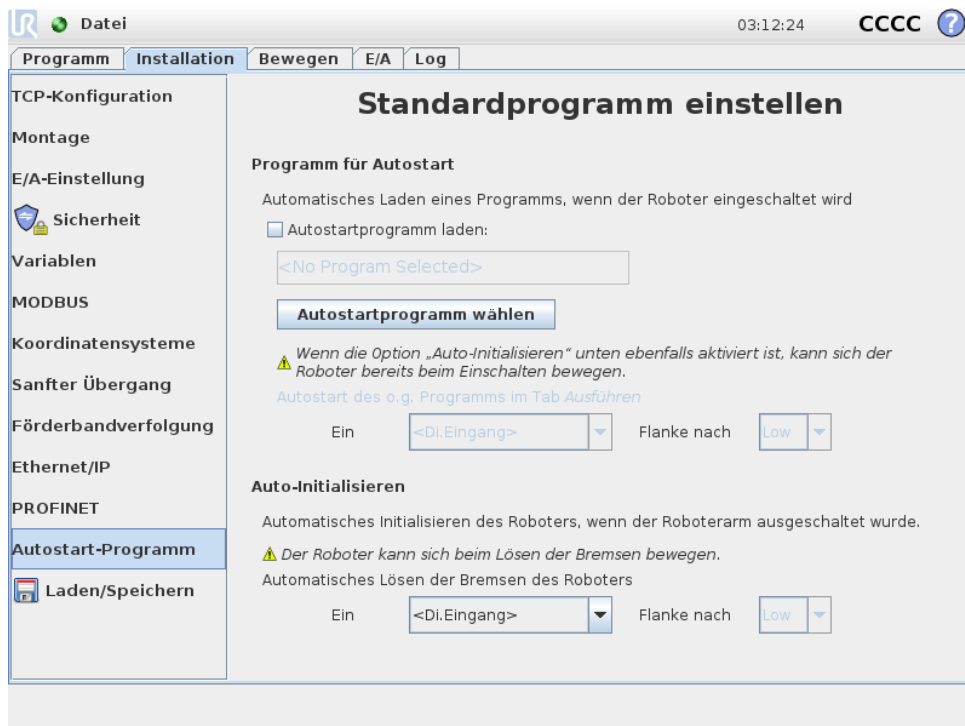 UR Datei 03:12:24 CCCC ?
Programm Installation Bewegen E/A Log
TCP-Konfiguration
Montage
E/A-Einstellung
Sicherheit
Variablen
MODBUS
Koordinatensysteme
Sanfter Übergang
Förderbandverfolgung
Ethernet/IP
PROFINET
Autostart-Programm
Laden/Speichern
Standardprogramm einstellen
Programm für Autostart
Automatisches Laden eines Programms, wenn der Roboter eingeschaltet wird
Autostartprogramm laden:
<No Program Selected>
Autostartprogramm wählen
Wenn die Option „Auto-Initialisieren“ unten ebenfalls aktiviert ist, kann sich der
Roboter bereits beim Einschalten bewegen.
Autostart des o.g. Programms im Tab Ausführen
Ein <Di.Eingang> Flanke nach Low
Auto-Initialisieren
Automatisches Initialisieren des Roboters, wenn der Roboterarm ausgeschaltet wurde.
Der Roboter kann sich beim Lösen der Bremsen bewegen.
Automatisches Lösen der Bremsen des Roboters
Ein <Di.Eingang> Flanke nach Low